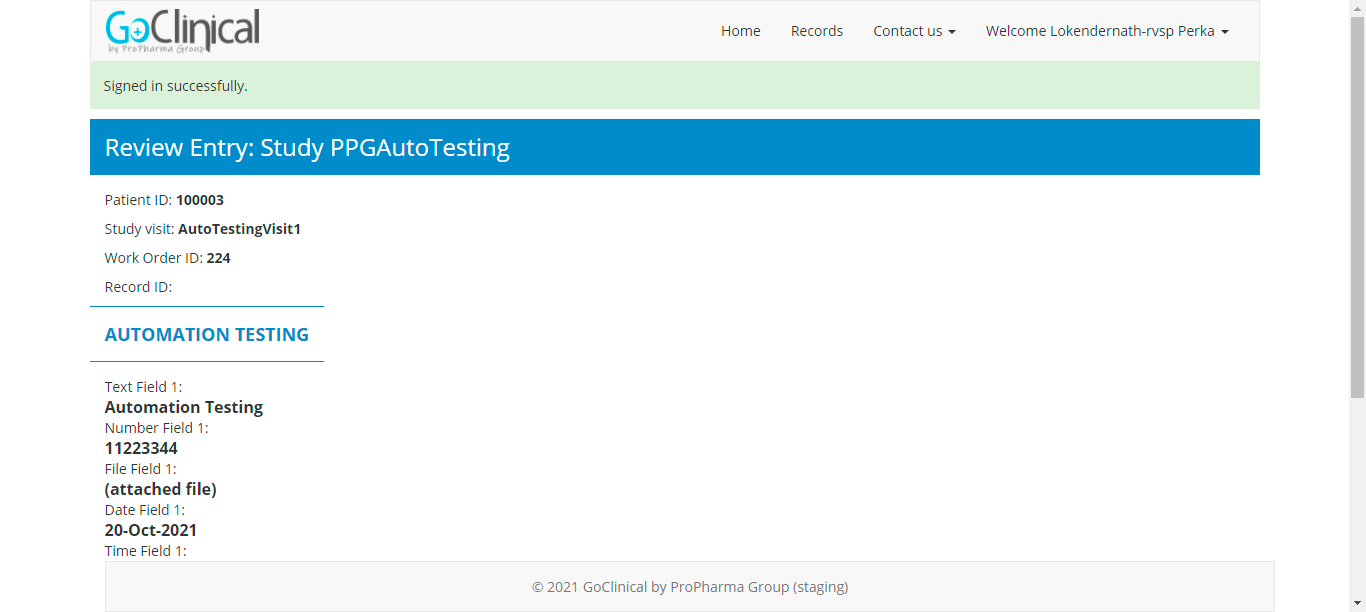 GoClinical
by ProPharma Group
Home Records Contact us Welcome Lokendernath-rvsp Perka
Signed in successfully.
Review Entry: Study PPGAutoTesting
Patient ID: 100003
Study visit: AutoTestingVisit1
Work Order ID: 224
Record ID:
AUTOMATION TESTING
Text Field 1:
Automation Testing
Number Field 1:
11223344
File Field 1:
(attached file)
Date Field 1:
20-Oct-2021
Time Field 1:
© 2021 GoClinical by ProPharma Group (staging)